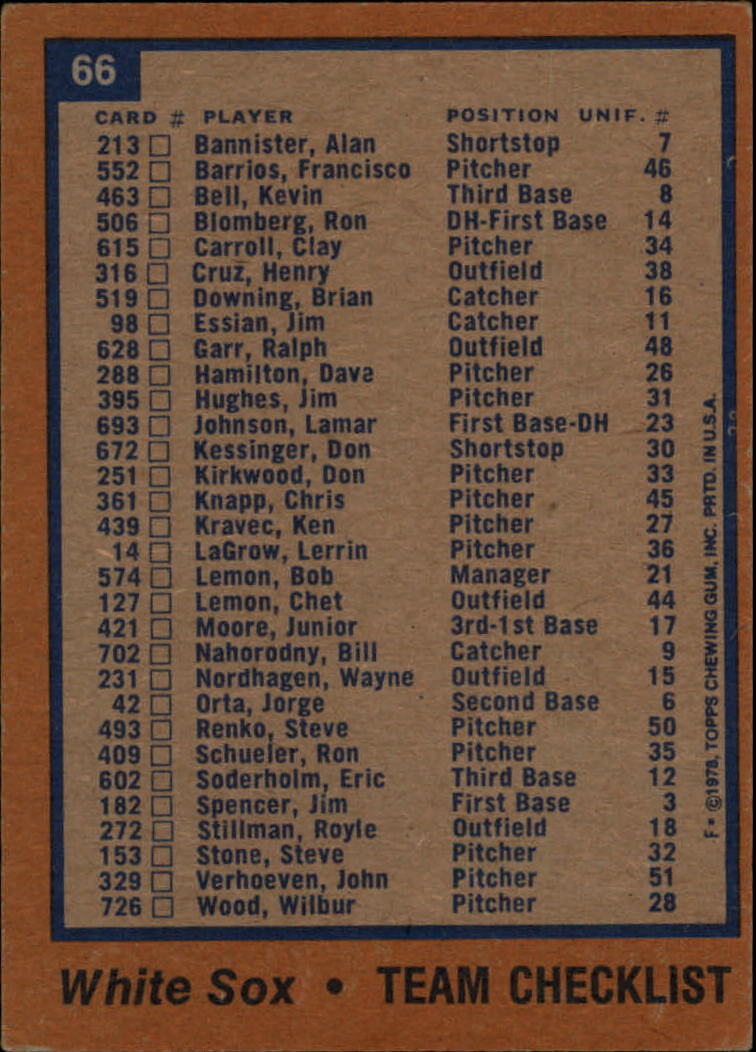 66
CARD # PLAYER POSITION UNIF. #
213 □ Bannister, Alan Shortstop 7
552 □ Barrios, Francisco Pitcher 46
463 □ Bell, Kevin Third Base 8
506 □ Blomberg, Ron DH-First Base 14
615 □ Carroll, Clay Pitcher 34
316 □ Cruz, Henry Outfield 38
519 □ Downing, Brian Catcher 16
98 □ Essian, Jim Catcher 11
628 □ Garr, Ralph Outfield 48
288 □ Hamilton, Dave Pitcher 26
395 □ Hughes, Jim Pitcher 31
693 □ Johnson, Lamar First Base-DH 23
672 □ Kessinger, Don Shortstop 30
251 □ Kirkwood, Don Pitcher 33
361 □ Knapp, Chris Pitcher 45
439 □ Kravec, Ken Pitcher 27
14 □ LaGrow, Lerrin Pitcher 36
574 □ Lemon, Bob Manager 21
127 □ Lemon, Chet Outfield 44
421 □ Moore, Junior 3rd-1st Base 17
702 □ Nahorodny, Bill Catcher 9
231 □ Nordhagen, Wayne Outfield 15
42 □ Orta, Jorge Second Base 6
493 □ Renko, Steve Pitcher 50
409 □ Schueler, Ron Pitcher 35
602 □ Soderholm, Eric Third Base 12
182 □ Spencer, Jim First Base 3
272 □ Stillman, Royle Outfield 18
153 □ Stone, Steve Pitcher 32
329 □ Verhoeven, John Pitcher 51
726 □ Wood, Wilbur Pitcher 28
F* ©1978, TOPPS CHEWING GUM, INC. PRTD. IN U.S.A.
White Sox • TEAM CHECKLIST